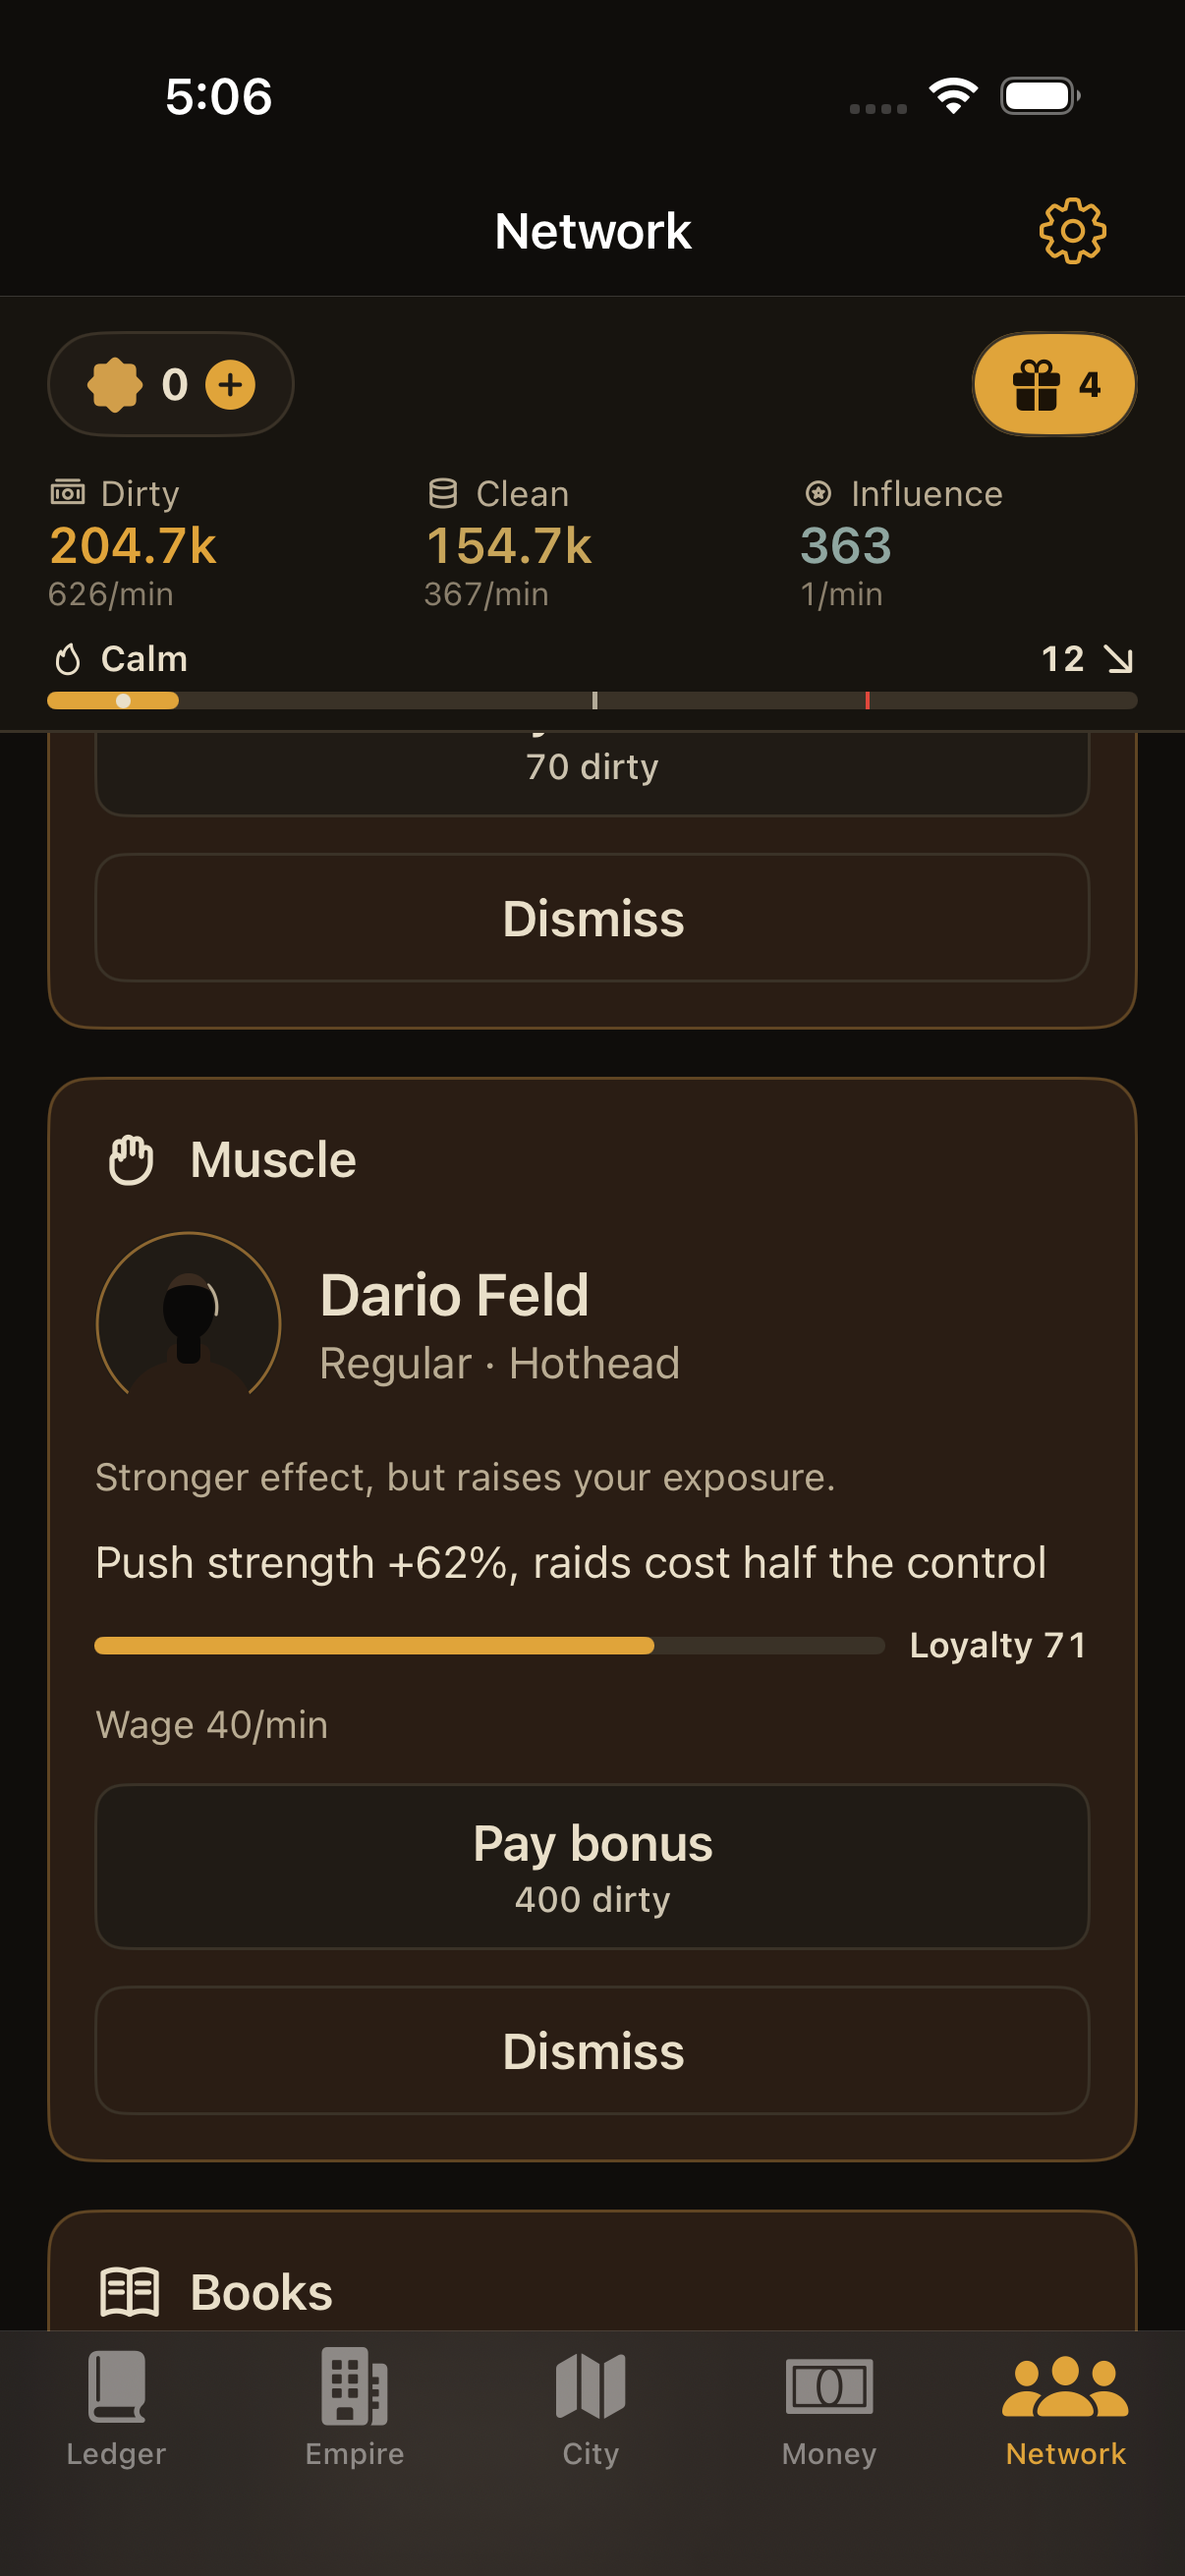 5:06
Network
0
4
Dirty
Clean
Influence
204.7k
154.7k
363
626/min
367/min
1/min
Calm
12
70 dirty
Dismiss
Muscle
Dario Feld
Regular · Hothead
Stronger effect, but raises your exposure.
Push strength +62%, raids cost half the control
Loyalty 71
Wage 40/min
Pay bonus
400 dirty
Dismiss
Books
Ledger
Empire
City
Money
Network